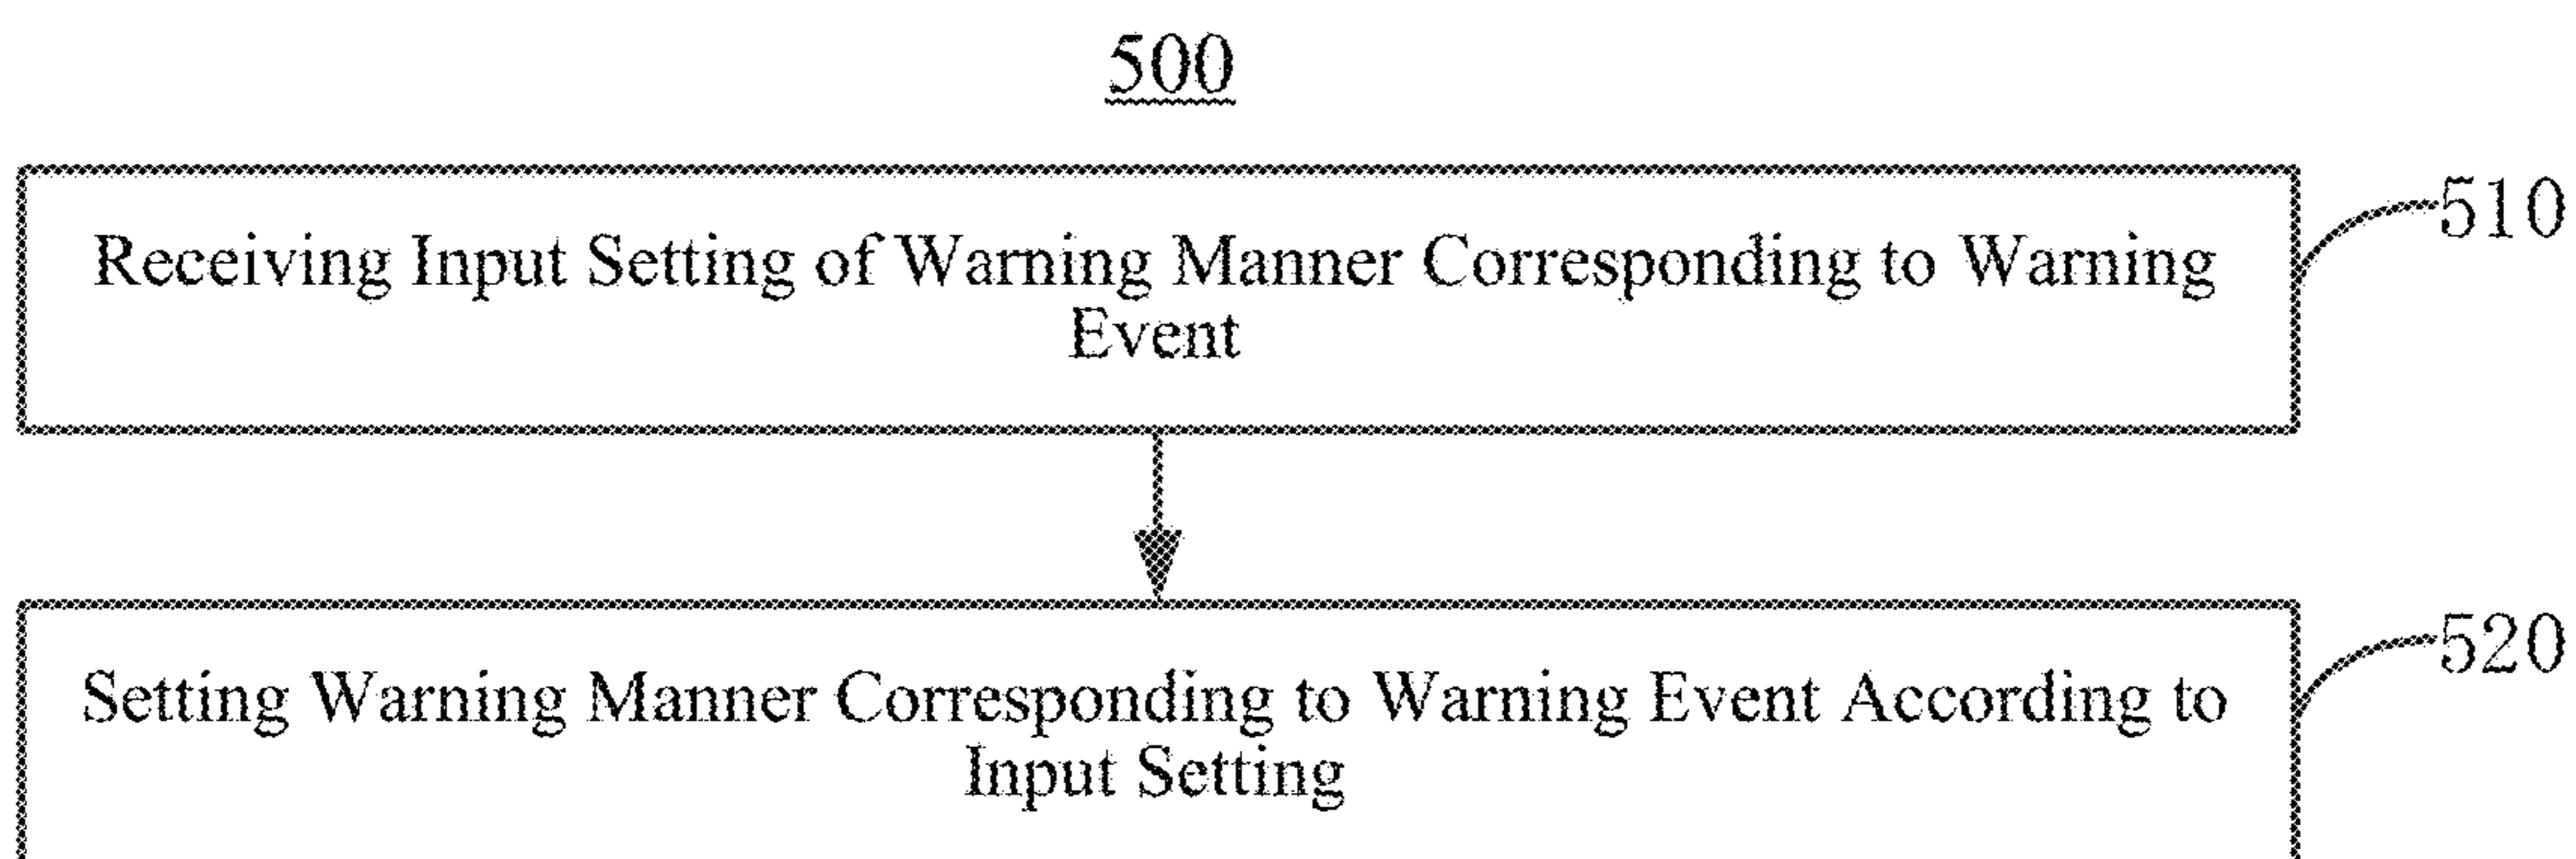 500
510
Receiving Input Setting of Warning Manner Corresponding to Warning
Event
520
Setting Warning Manner Corresponding to Warning Event According to
Input Setting